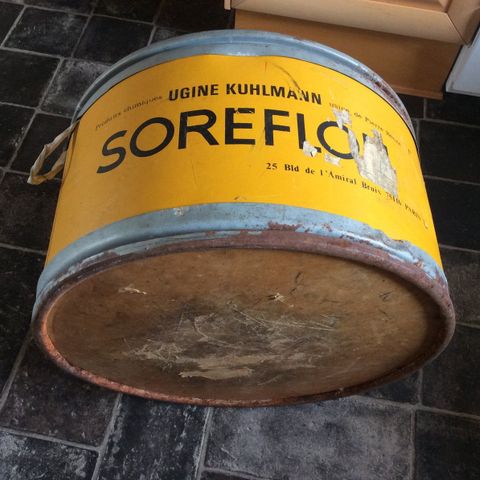 Produits chimiques UGINE KUHLMANN
SOREFLO
25 Bld de l'Amiral Bruix PARIS